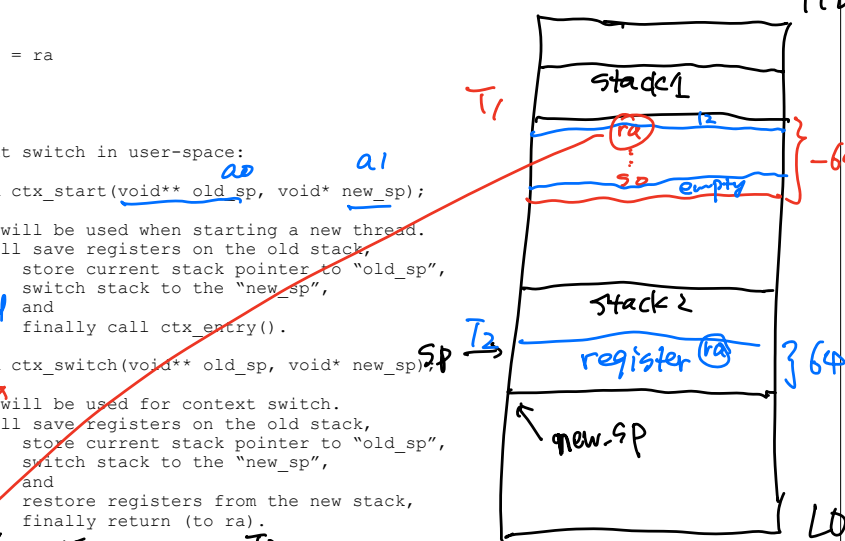 = ra
stack1
T1
ra
12
t switch in user-space:
a0
a1
ctx_start(void** old_sp, void* new_sp);
s0
empty
will be used when starting a new thread.
ll save registers on the old stack,
store current stack pointer to “old_sp”,
switch stack to the “new_sp”,
and
finally call ctx_entry().
stack2
T2
sp
register ra
64
ctx_switch(void** old_sp, void* new_sp)
will be used for context switch.
ll save registers on the old stack,
store current stack pointer to “old_sp”,
switch stack to the “new_sp”,
and
restore registers from the new stack,
finally return (to ra).
new_sp